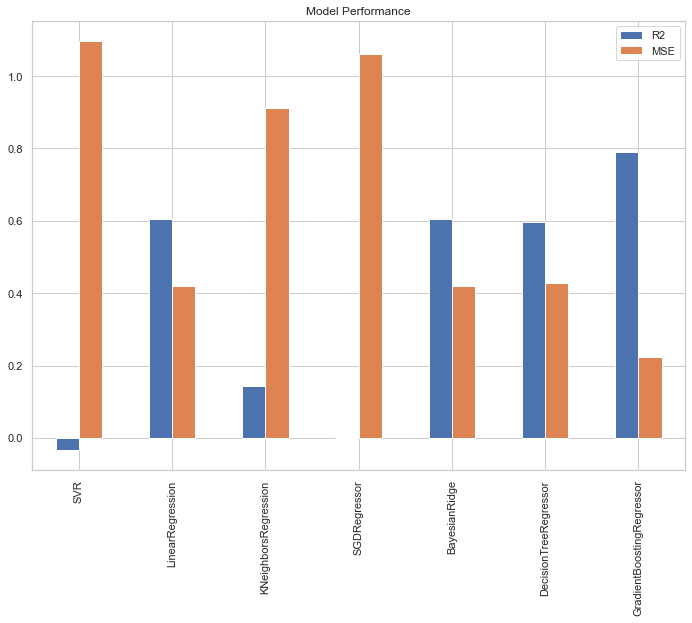 Model Performance
R2
MSE
1.0
0.8
0.6
0.4
0.2
0.0
SVR
LinearRegression
KNeighborsRegression
SGDRegressor
BayesianRidge
DecisionTreeRegressor
GradientBoostingRegressor